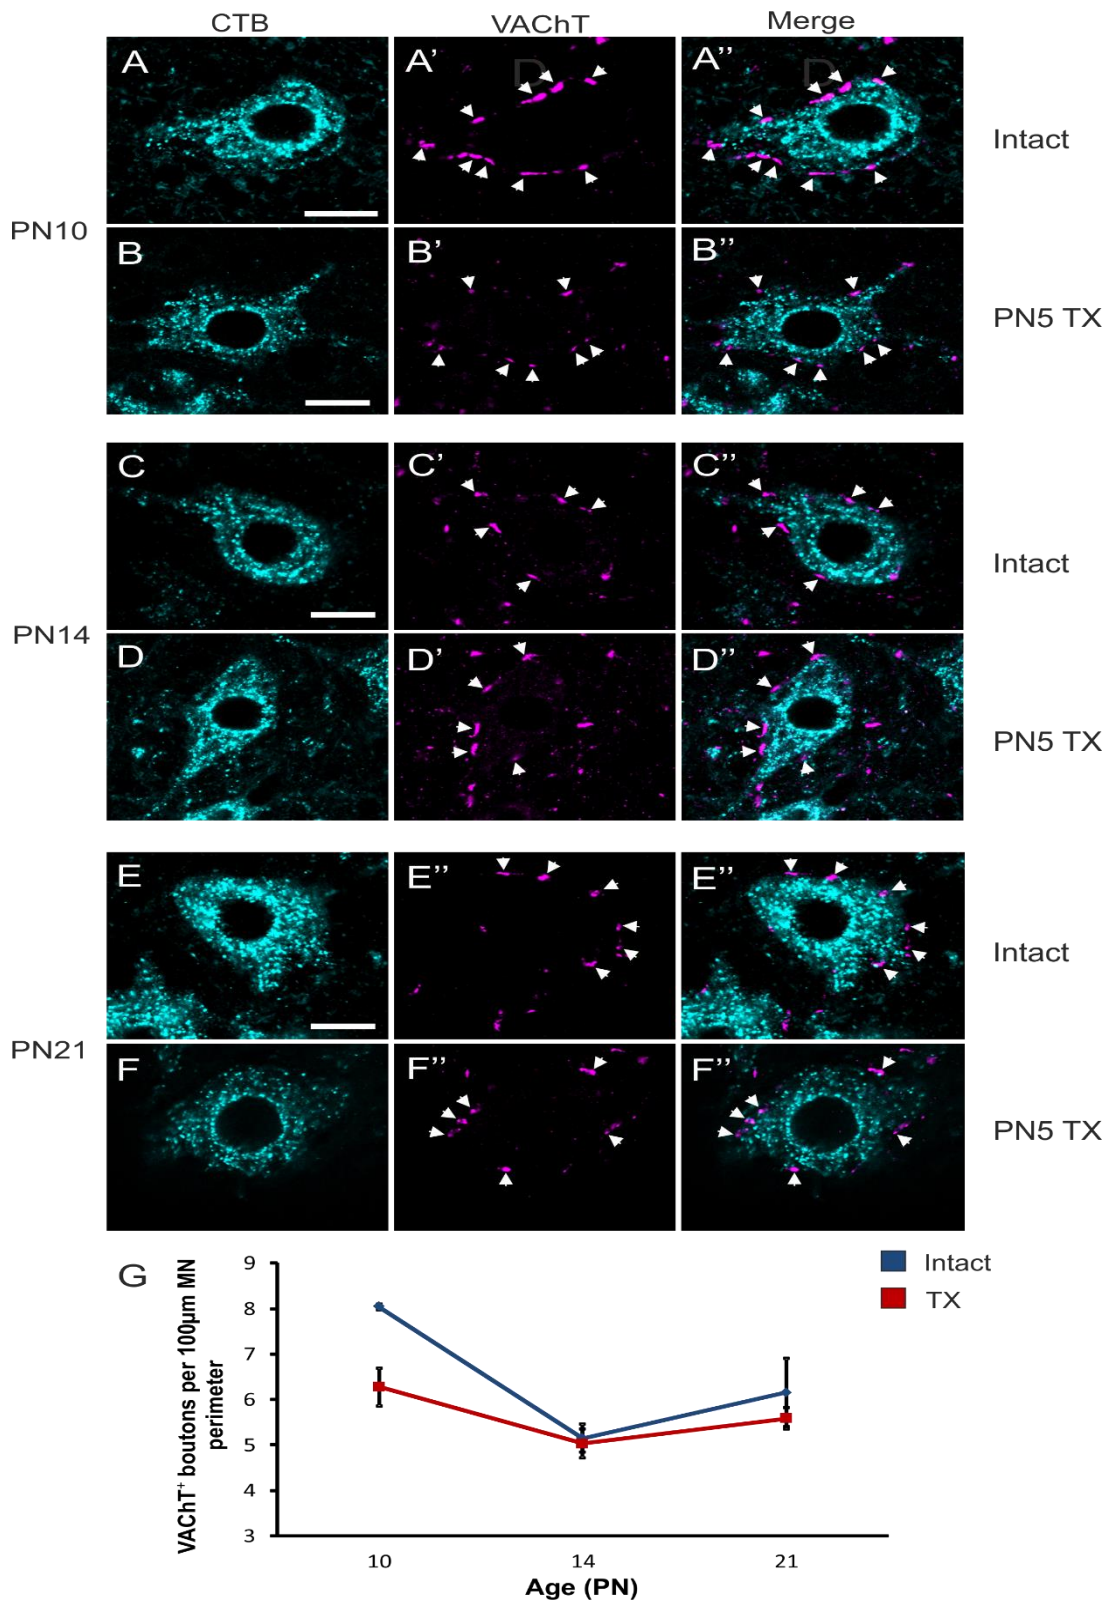 CTB VAChT Merge
A A' A'' Intact
PN10
B B' B'' PN5 TX
C C' C'' Intact
PN14
D D' D'' PN5 TX
E E'' E'' Intact
PN21
F F'' F'' PN5 TX
G
VAChT⁺ boutons per 100µm MN
perimeter
9
8
7
6
5
4
3
10 14 21
Age (PN)
Intact
TX